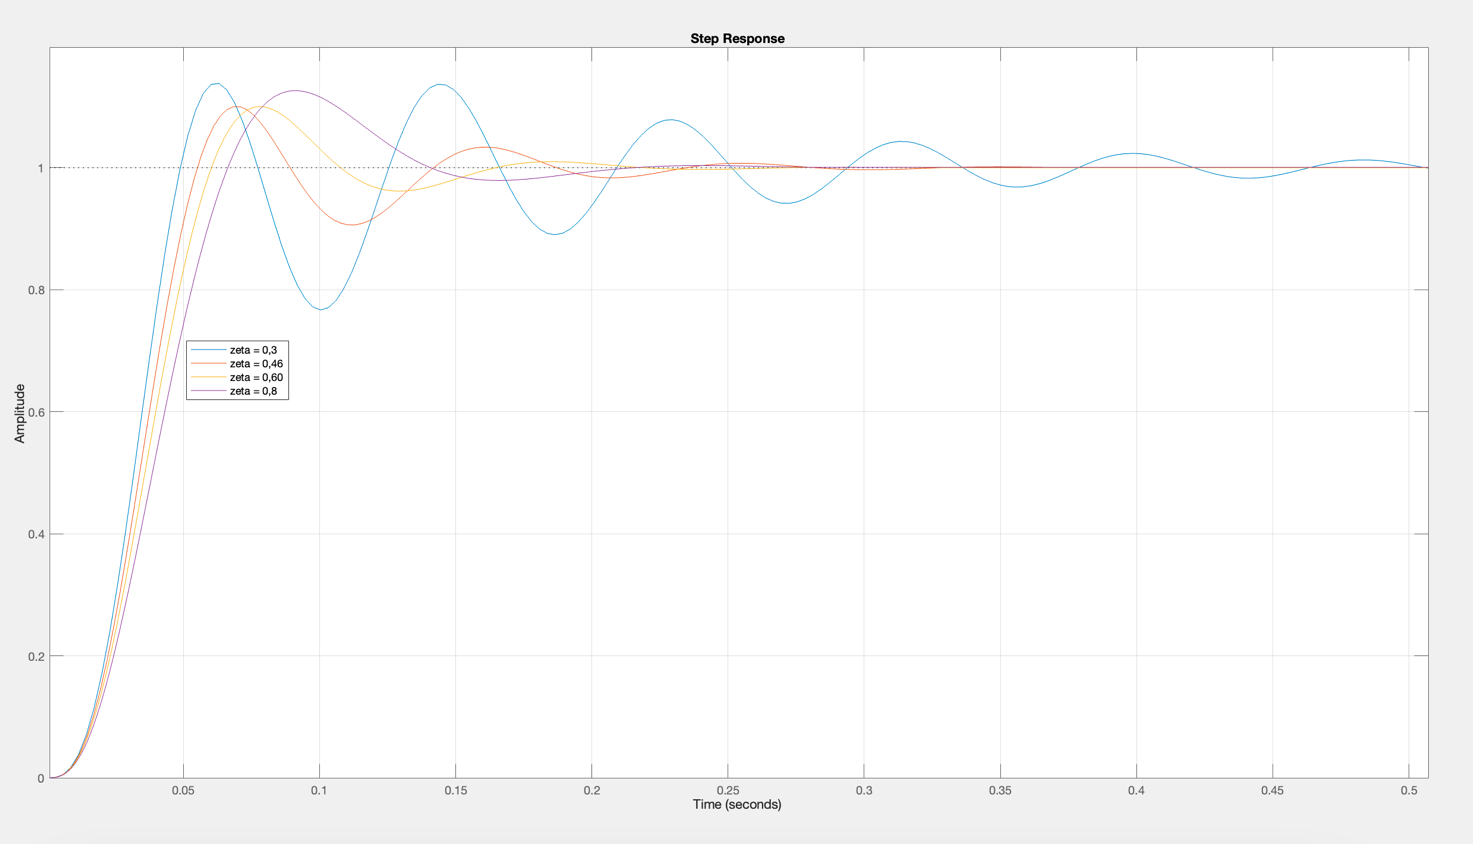 Step Response
Amplitude
1
0.8
0.6
0.4
0.2
0
zeta = 0,3
zeta = 0,46
zeta = 0,60
zeta = 0,8
0.05 0.1 0.15 0.2 0.25 0.3 0.35 0.4 0.45 0.5
Time (seconds)